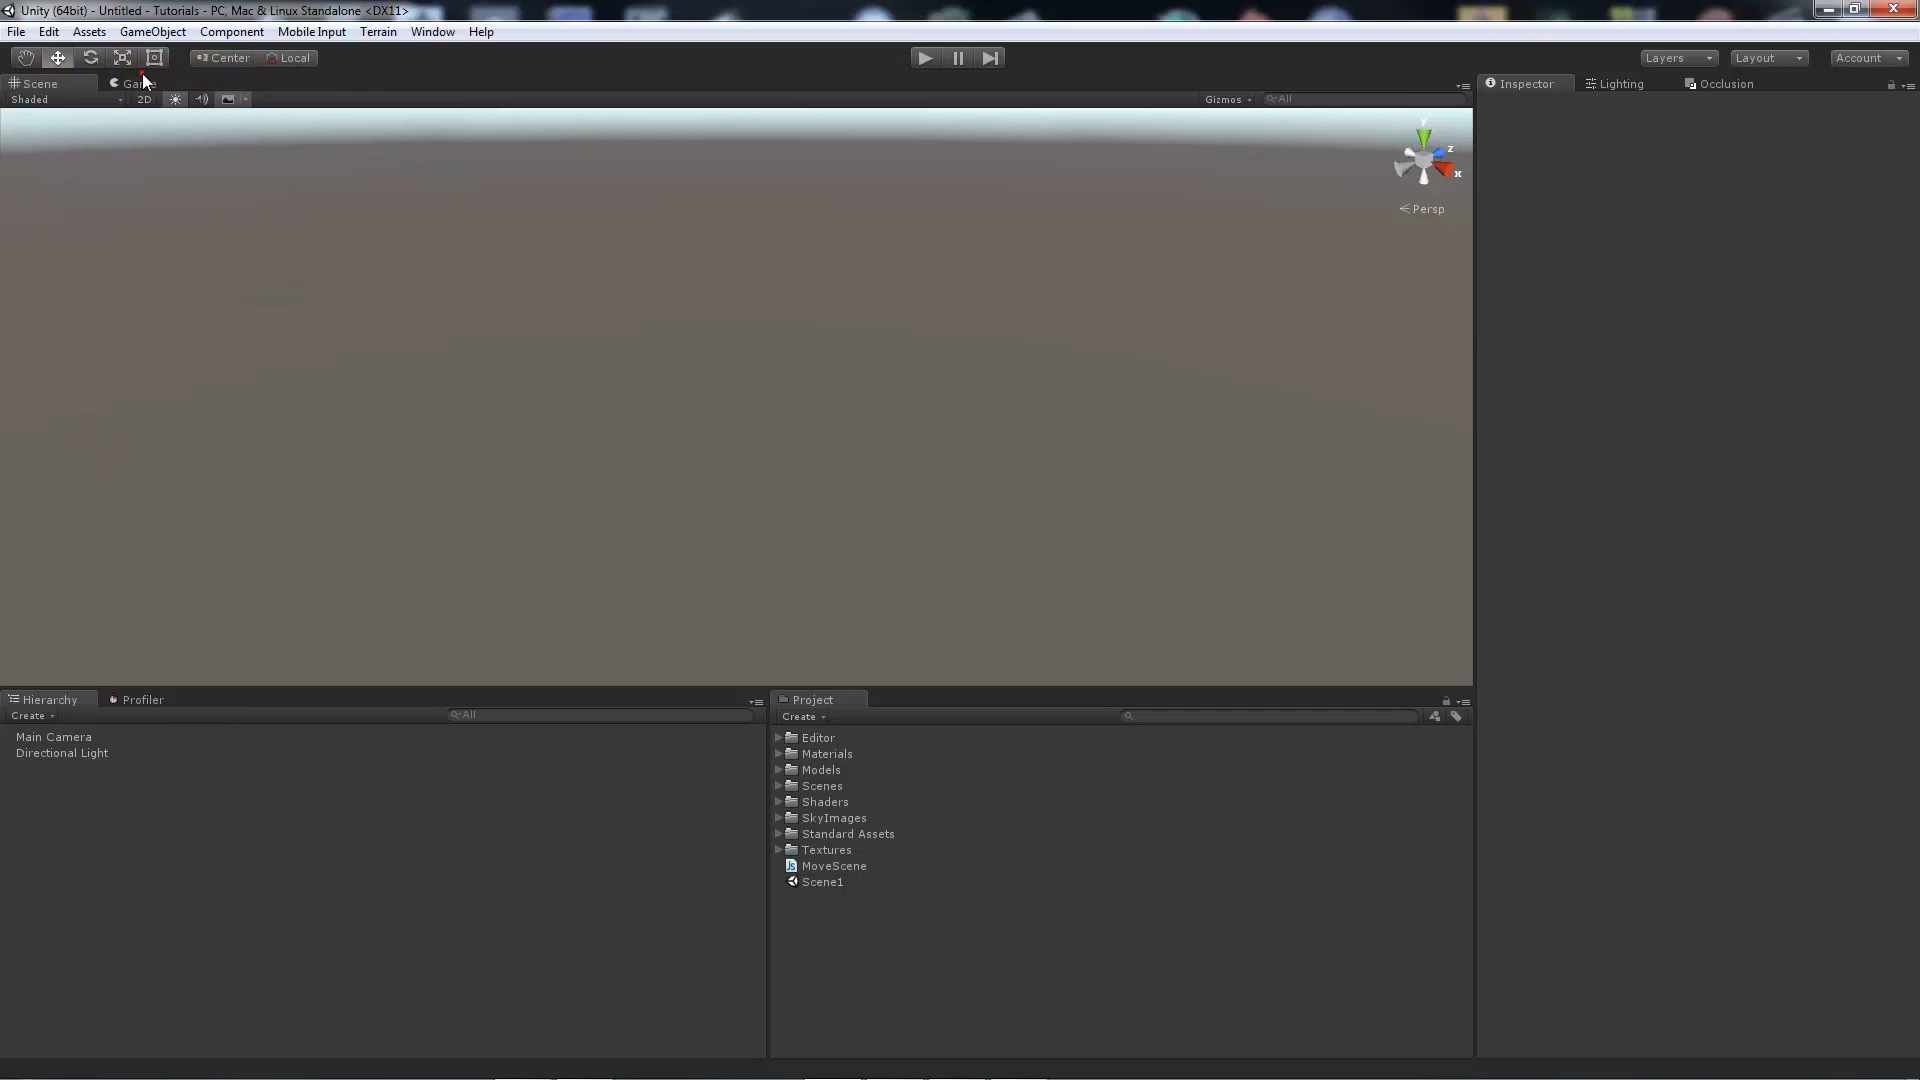 Unity (64bit) - Untitled - Tutorials - PC, Mac & Linux Standalone <DX11>
File Edit Assets GameObject Component Mobile Input Terrain Window Help
Center Local Layers Layout Account
Scene Game Inspector Lighting Occlusion
Shaded 2D Gizmos All
y
z
x
Persp
Hierarchy Profiler Project
Create All Create
Main Camera
Directional Light
Editor
Materials
Models
Scenes
Shaders
SkyImages
Standard Assets
Textures
MoveScene
Scene1